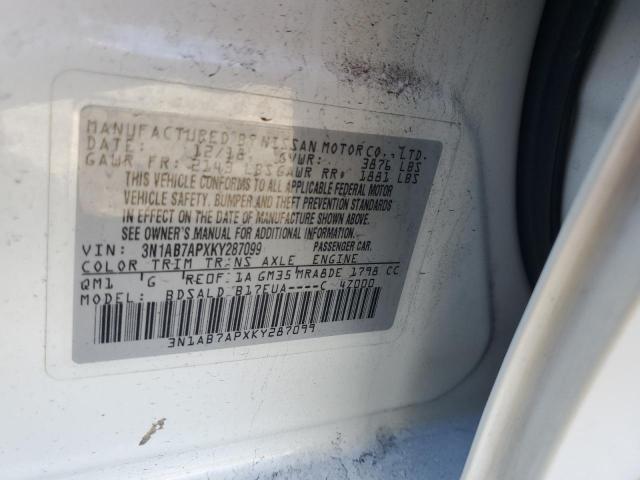 MANUFACTURED BY NISSAN MOTOR CO., LTD.
DATE: 12/18 GVWR: 3876 LBS
GAWR FR: 2143 LBS GAWR RR: 1881 LBS
THIS VEHICLE CONFORMS TO ALL APPLICABLE FEDERAL MOTOR
VEHICLE SAFETY, BUMPER AND THEFT PREVENTION STANDARDS
IN EFFECT ON THE DATE OF MANUFACTURE SHOWN ABOVE.
SEE OWNER'S MANUAL FOR ADDITIONAL INFORMATION.
VIN: 3N1AB7APXKY287099 PASSENGER CAR.
COLOR TRIM TRANS AXLE ENGINE
QM1 G RE0F11A GM35 MRA8DE 1798 CC
MODEL: BDSALD B17EUA----C 47000
3N1AB7APXKY287099